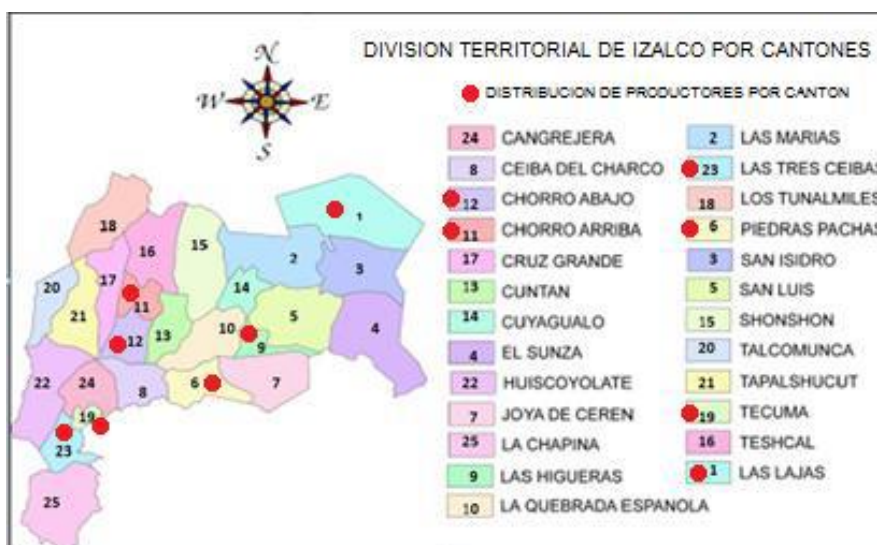 DIVISION TERRITORIAL DE IZALCO POR CANTONES
N
W E
S
DISTRIBUCION DE PRODUCTORES POR CANTON
24 CANGREJERA
8 CEIBA DEL CHARCO
12 CHORRO ABAJO
11 CHORRO ARRIBA
17 CRUZ GRANDE
13 CUNTAN
14 CUYAGUALO
4 EL SUNZA
22 HUISCOYOLATE
7 JOYA DE CEREN
25 LA CHAPINA
9 LAS HIGUERAS
10 LA QUEBRADA ESPANOLA
2 LAS MARIAS
23 LAS TRES CEIBAS
18 LOS TUNALMILES
6 PIEDRAS PACHAS
3 SAN ISIDRO
5 SAN LUIS
15 SHONSHON
20 TALCOMUNCA
21 TAPALSHUCUT
19 TECUMA
16 TESHCAL
1 LAS LAJAS
1
18
16
15
2
3
17
20
14
11
21
5
10
13
12
9
4
22
24
8
6
7
19
23
25